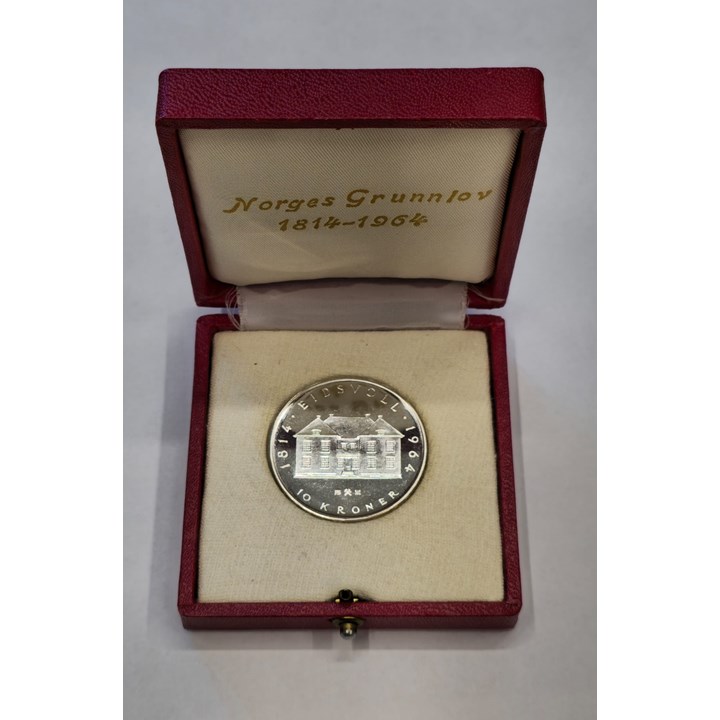 Norges Grunnlov
1814-1964
1814 · EIDSVOLL · 1964
10 KRONER